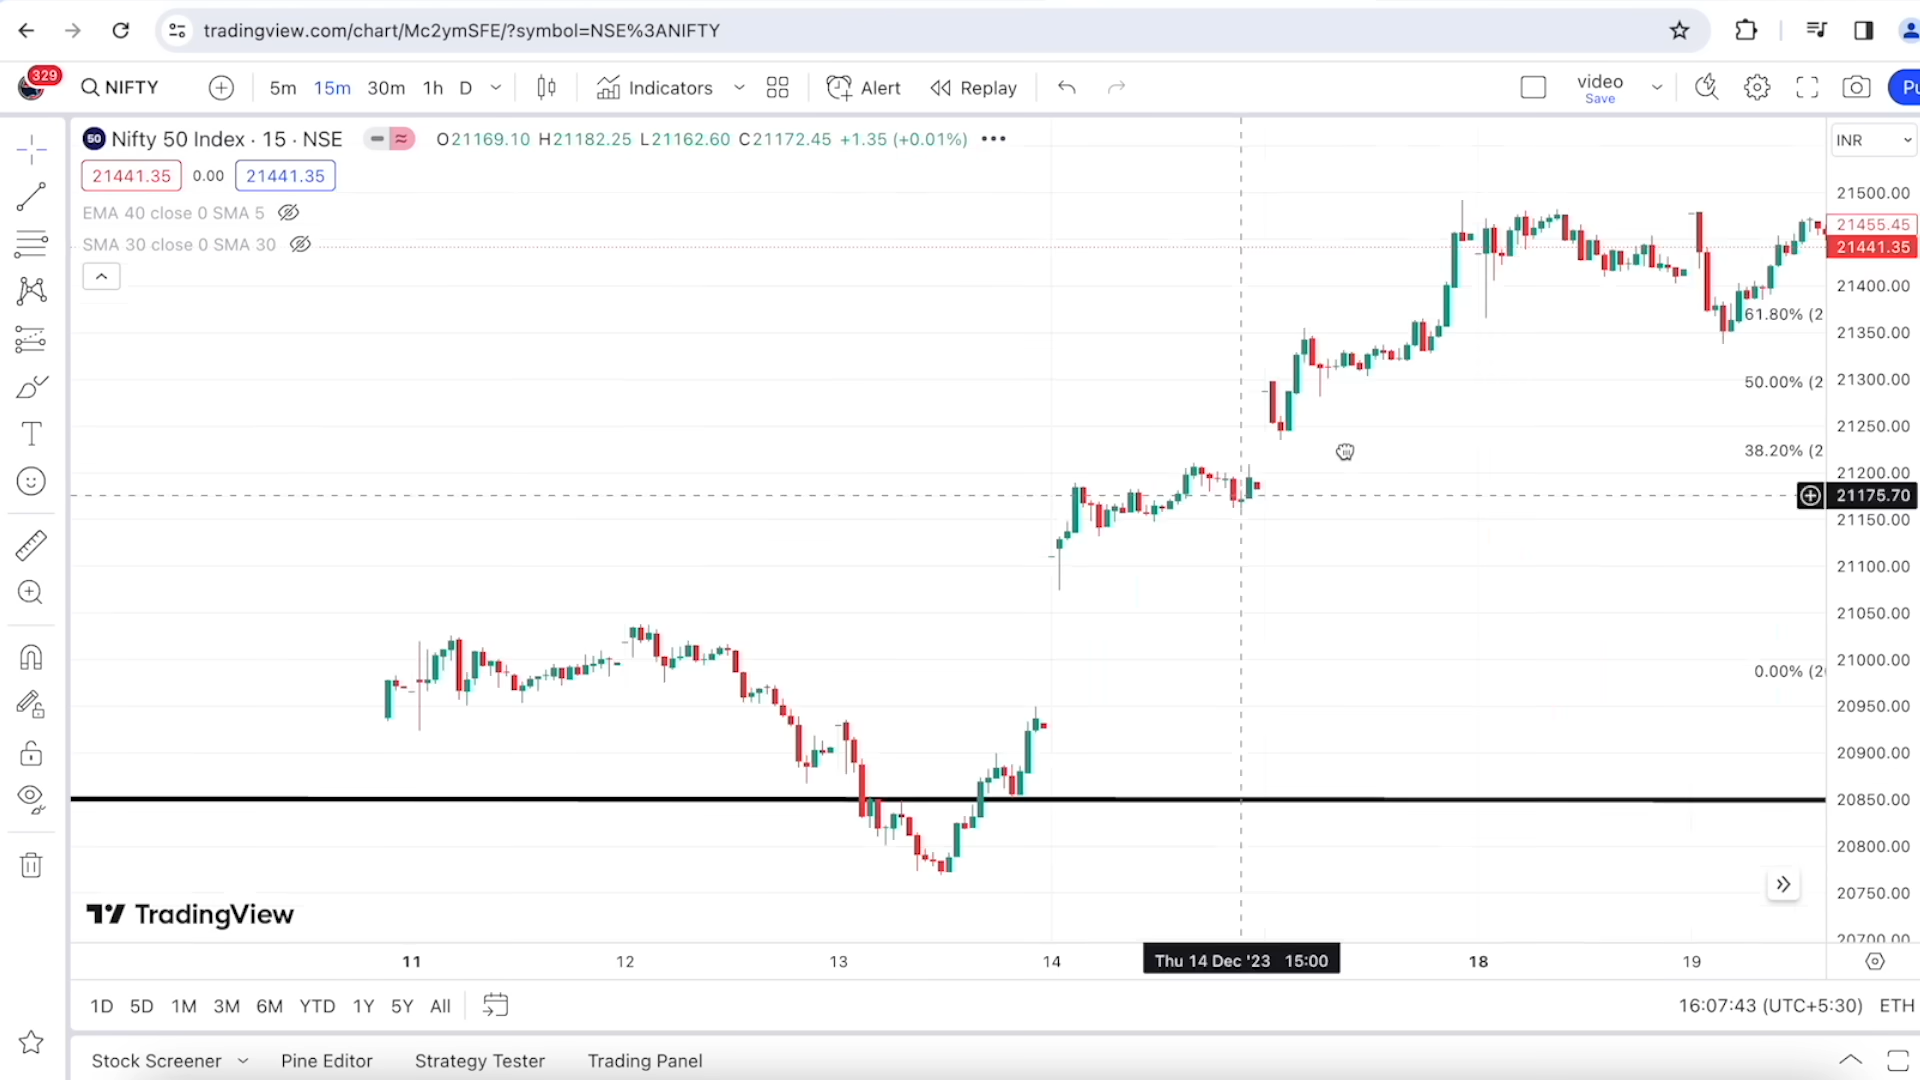 tradingview.com/chart/Mc2ymSFE/?symbol=NSE%3ANIFTY
329 NIFTY 5m 15m 30m 1h D Indicators Alert Replay video Save Pu
50 Nifty 50 Index · 15 · NSE O21169.10 H21182.25 L21162.60 C21172.45 +1.35 (+0.01%) INR
21441.35 0.00 21441.35
EMA 40 close 0 SMA 5
SMA 30 close 0 SMA 30
21500.00
21455.45
21441.35
21400.00
61.80% (2
21350.00
50.00% (2 21300.00
21250.00
38.20% (2
21200.00
21175.70
21150.00
21100.00
21050.00
21000.00
0.00% (2
20950.00
20900.00
20850.00
20800.00
20750.00
TradingView
20700.00
11 12 13 14 Thu 14 Dec '23 15:00 18 19
1D 5D 1M 3M 6M YTD 1Y 5Y All 16:07:43 (UTC+5:30) ETH
Stock Screener Pine Editor Strategy Tester Trading Panel